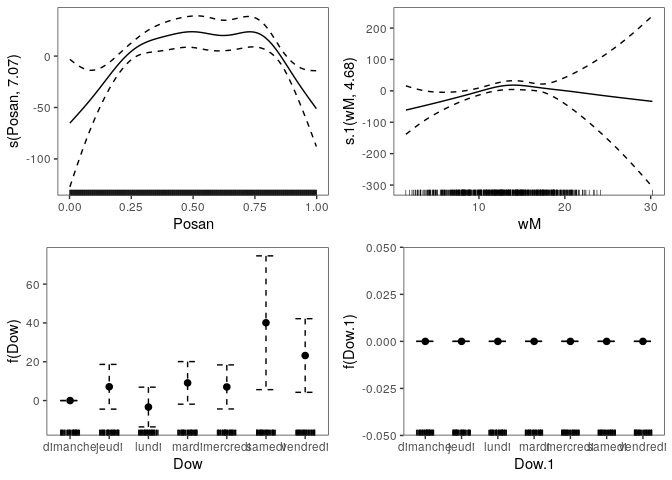 0
-50
-100
s(Posan, 7.07)
0.00 0.25 0.50 0.75 1.00
Posan
200
100
0
-100
-200
-300
s.1(wM, 4.68)
10 20 30
wM
60
40
20
0
f(Dow)
dimanche jeudi lundi mardi mercredi samedi vendredi
Dow
0.050
0.025
0.000
-0.025
-0.050
f(Dow.1)
dimanche jeudi lundi mardi mercredi samedi vendredi
Dow.1